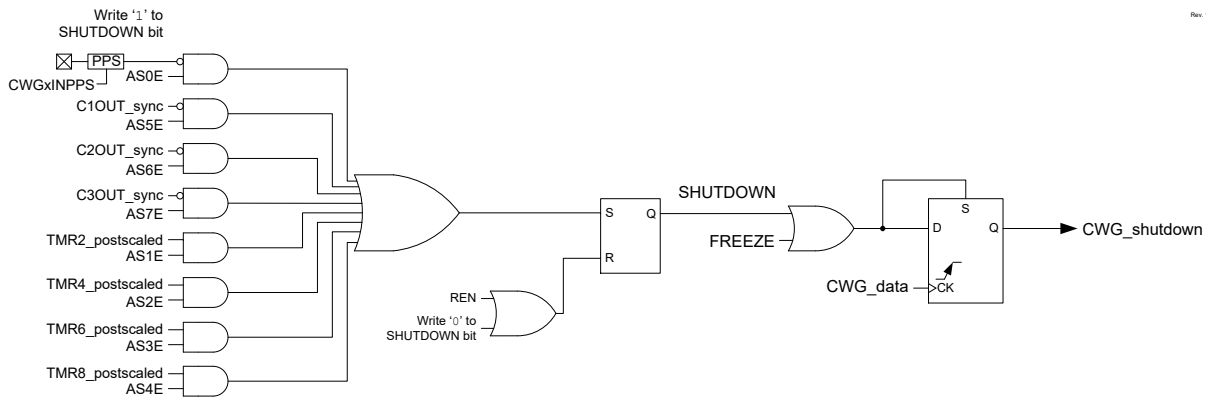 Write '1' to
SHUTDOWN bit
Rev.
PPS
AS0E
CWGxINPPS
C1OUT_sync
AS5E
C2OUT_sync
AS6E
C3OUT_sync
AS7E
TMR2_postscaled
AS1E
TMR4_postscaled
AS2E
TMR6_postscaled
AS3E
TMR8_postscaled
AS4E
S
Q
R
REN
Write '0' to
SHUTDOWN bit
SHUTDOWN
FREEZE
S
D
Q
CK
CWG_data
CWG_shutdown